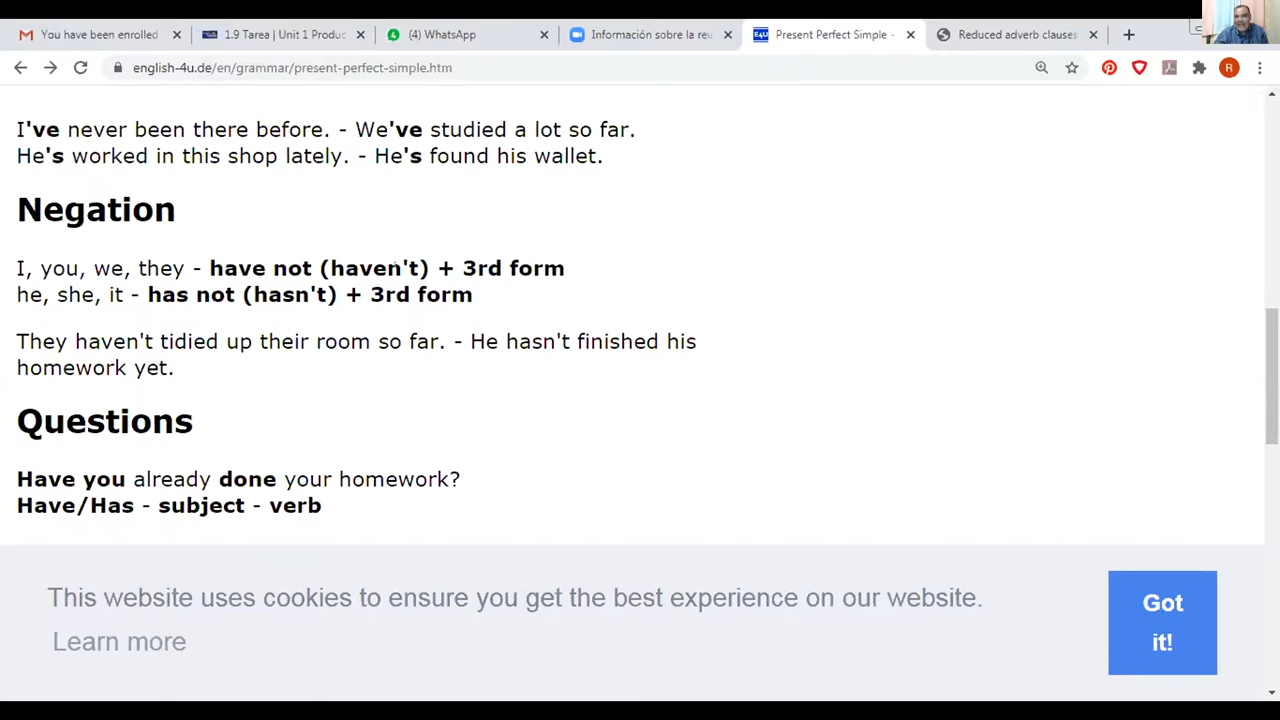 You have been enrolled
1.9 Tarea | Unit 1 Produc
(4) WhatsApp
Información sobre la reu
Present Perfect Simple -
Reduced adverb clauses
english-4u.de/en/grammar/present-perfect-simple.htm
R
I've never been there before. - We've studied a lot so far.
He's worked in this shop lately. - He's found his wallet.
Negation
I, you, we, they - have not (haven't) + 3rd form
he, she, it - has not (hasn't) + 3rd form
They haven't tidied up their room so far. - He hasn't finished his
homework yet.
Questions
Have you already done your homework?
Have/Has - subject - verb
This website uses cookies to ensure you get the best experience on our website.
Learn more
Got
it!